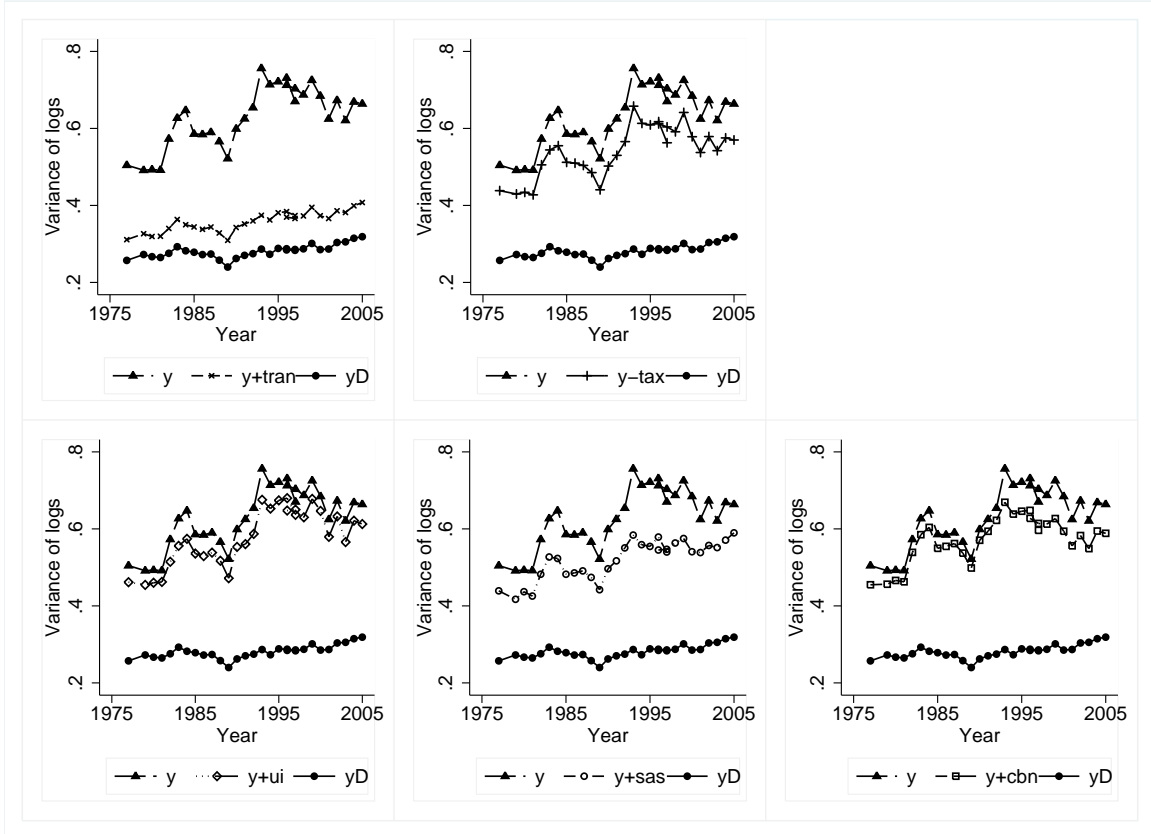 Variance of logs
.2 .4 .6 .8
1975 1985 1995 2005
Year
y y+tran yD
Variance of logs
.2 .4 .6 .8
1975 1985 1995 2005
Year
y y−tax yD
Variance of logs
.2 .4 .6 .8
1975 1985 1995 2005
Year
y y+ui yD
Variance of logs
.2 .4 .6 .8
1975 1985 1995 2005
Year
y y+sas yD
Variance of logs
.2 .4 .6 .8
1975 1985 1995 2005
Year
y y+cbn yD